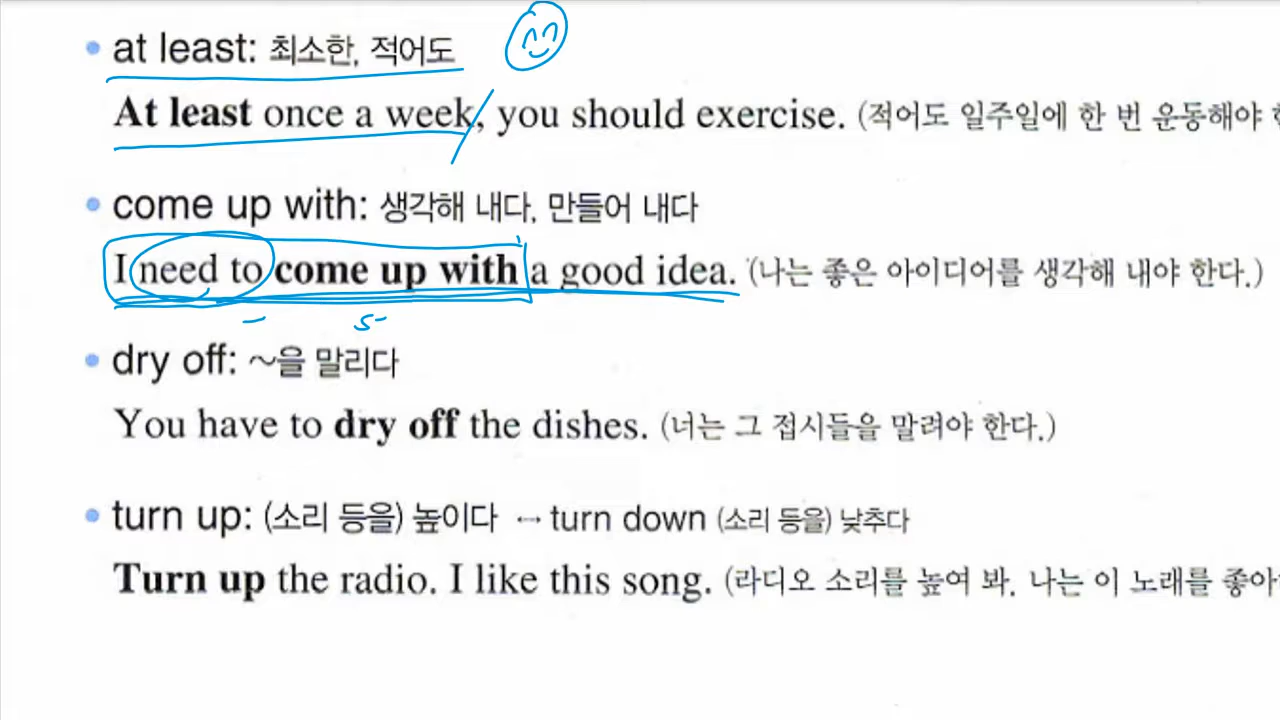 • at least: 최소한, 적어도
At least once a week, you should exercise. (적어도 일주일에 한 번 운동해야
• come up with: 생각해 내다, 만들어 내다
I need to come up with a good idea. (나는 좋은 아이디어를 생각해 내야 한다.)
• dry off: ~을 말리다
You have to dry off the dishes. (너는 그 접시들을 말려야 한다.)
• turn up: (소리 등을) 높이다 ↔ turn down (소리 등을) 낮추다
Turn up the radio. I like this song. (라디오 소리를 높여 봐. 나는 이 노래를 좋아